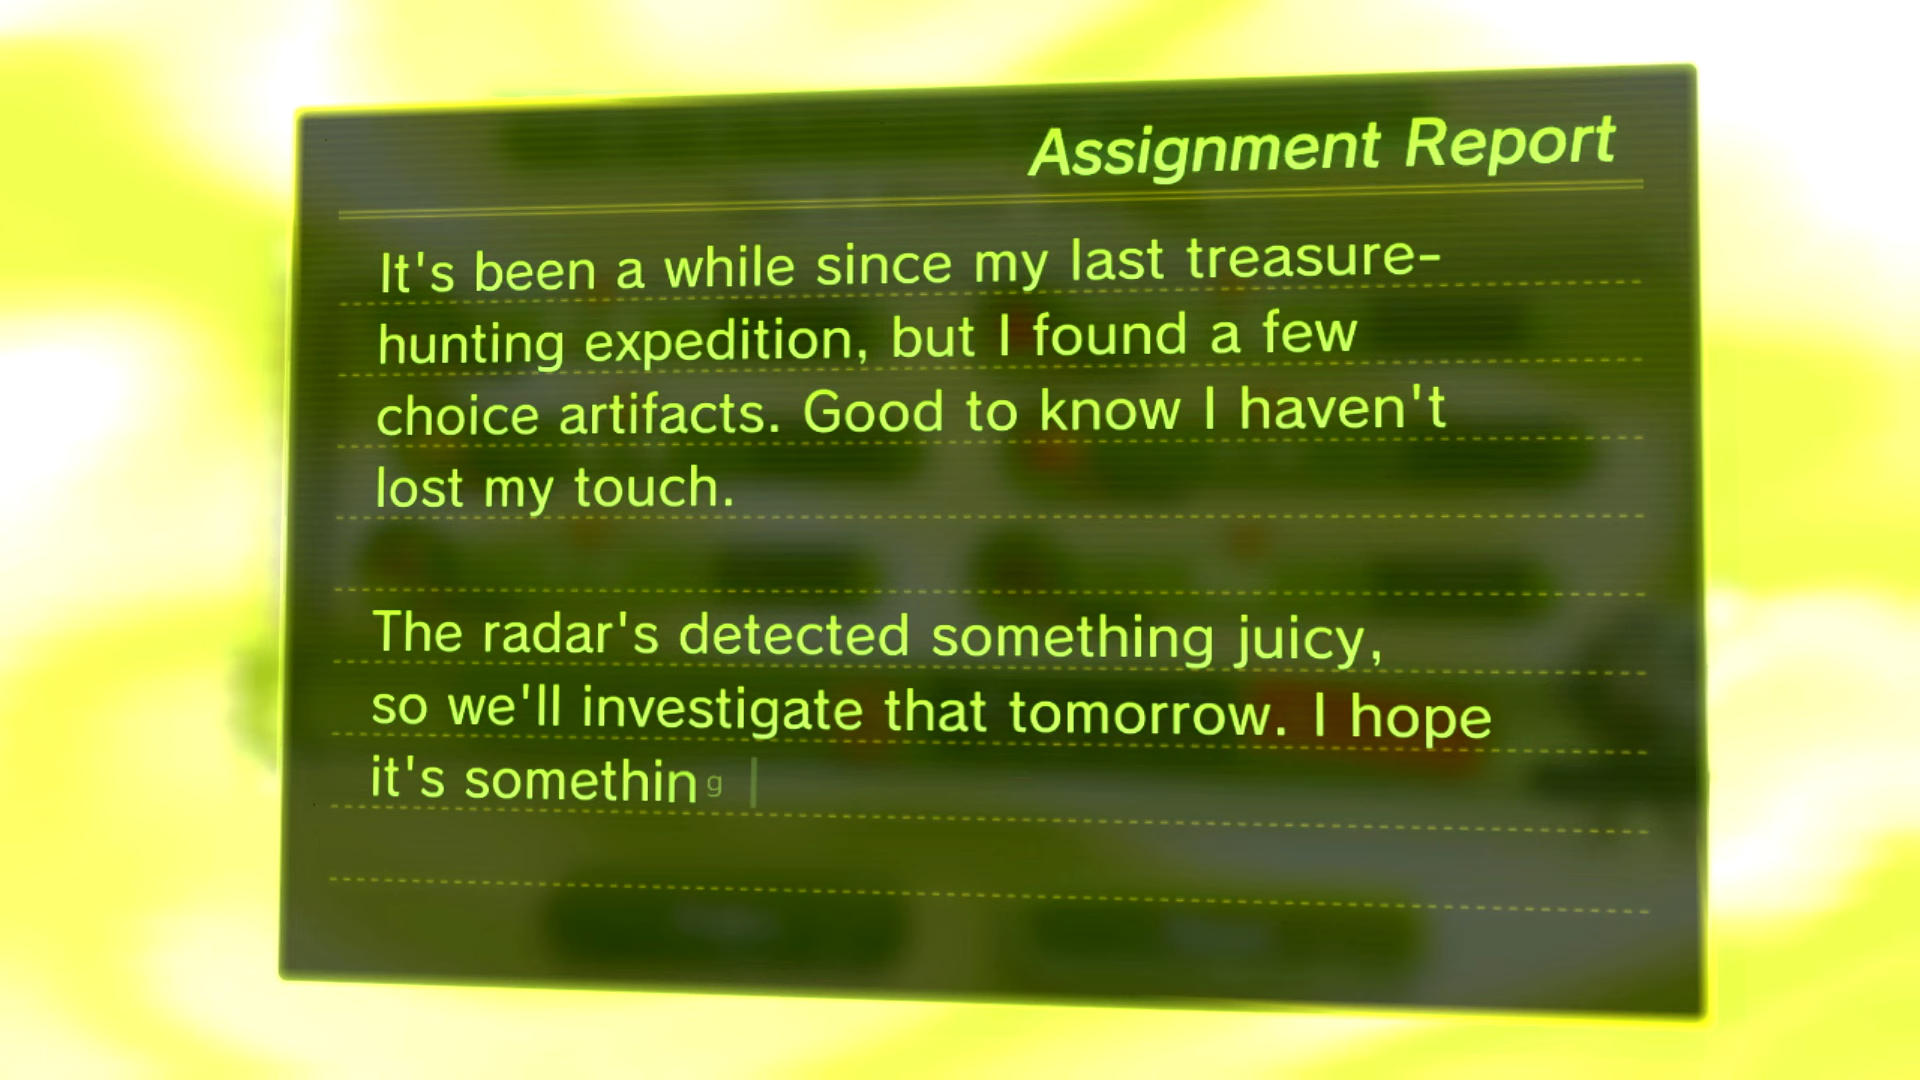 Assignment Report
It's been a while since my last treasure-
hunting expedition, but I found a few
choice artifacts. Good to know I haven't
lost my touch.
The radar's detected something juicy,
so we'll investigate that tomorrow. I hope
it's something